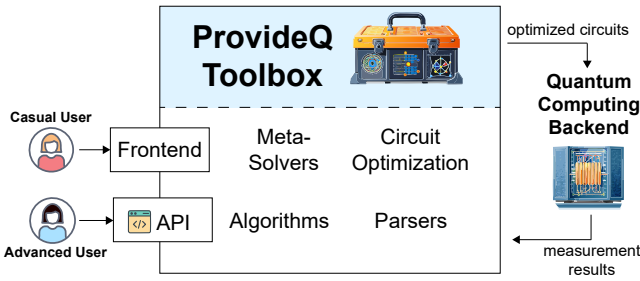 ProvideQ
Toolbox
optimized circuits
Quantum
Computing
Backend
Casual User
Frontend
Meta-
Solvers
Circuit
Optimization
</> API
Algorithms
Parsers
Advanced User
measurement
results